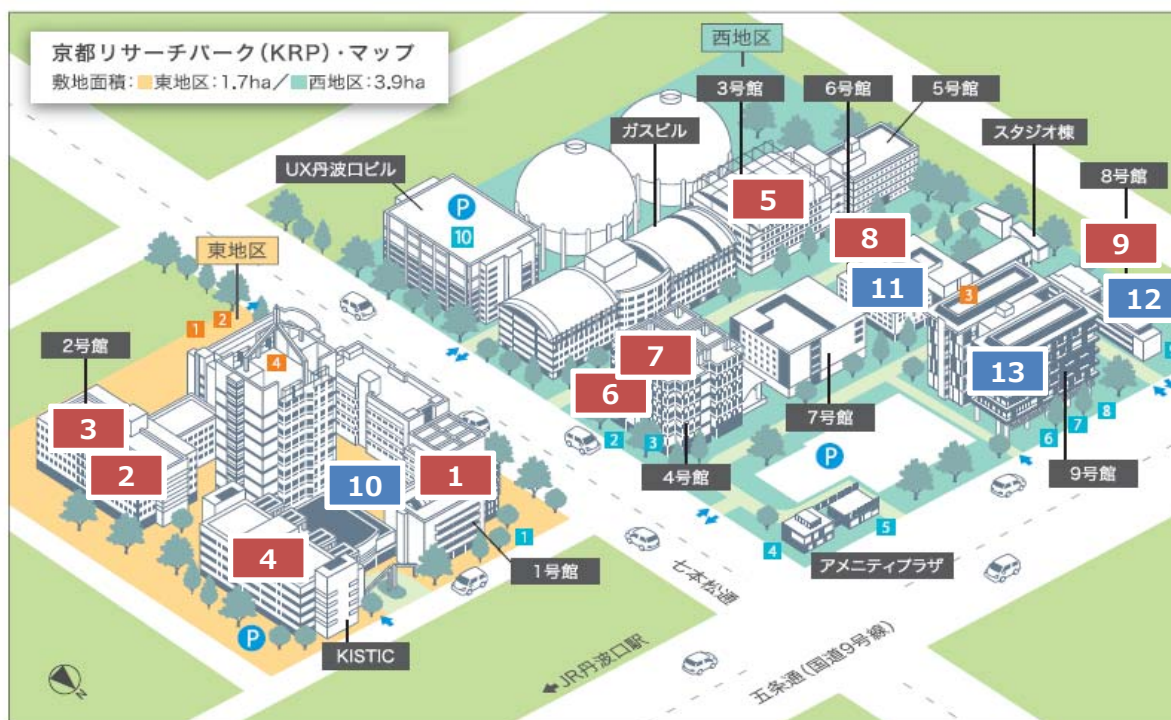 京都リサーチパーク(KRP)・マップ
敷地面積:■東地区:1.7ha/■西地区:3.9ha
西地区
3号館
6号館
5号館
ガスビル
スタジオ棟
UX丹波口ビル
8号館
P
10
5
8
9
東地区
11
3
12
1
2
2号館
4
7
13
6
3
7号館
2
1
10
2
3
P
6
7
8
4号館
9号館
4
1
4
5
1号館
アメニティプラザ
七本松通
P
KISTIC
JR丹波口駅
五条通(国道9号線)
N